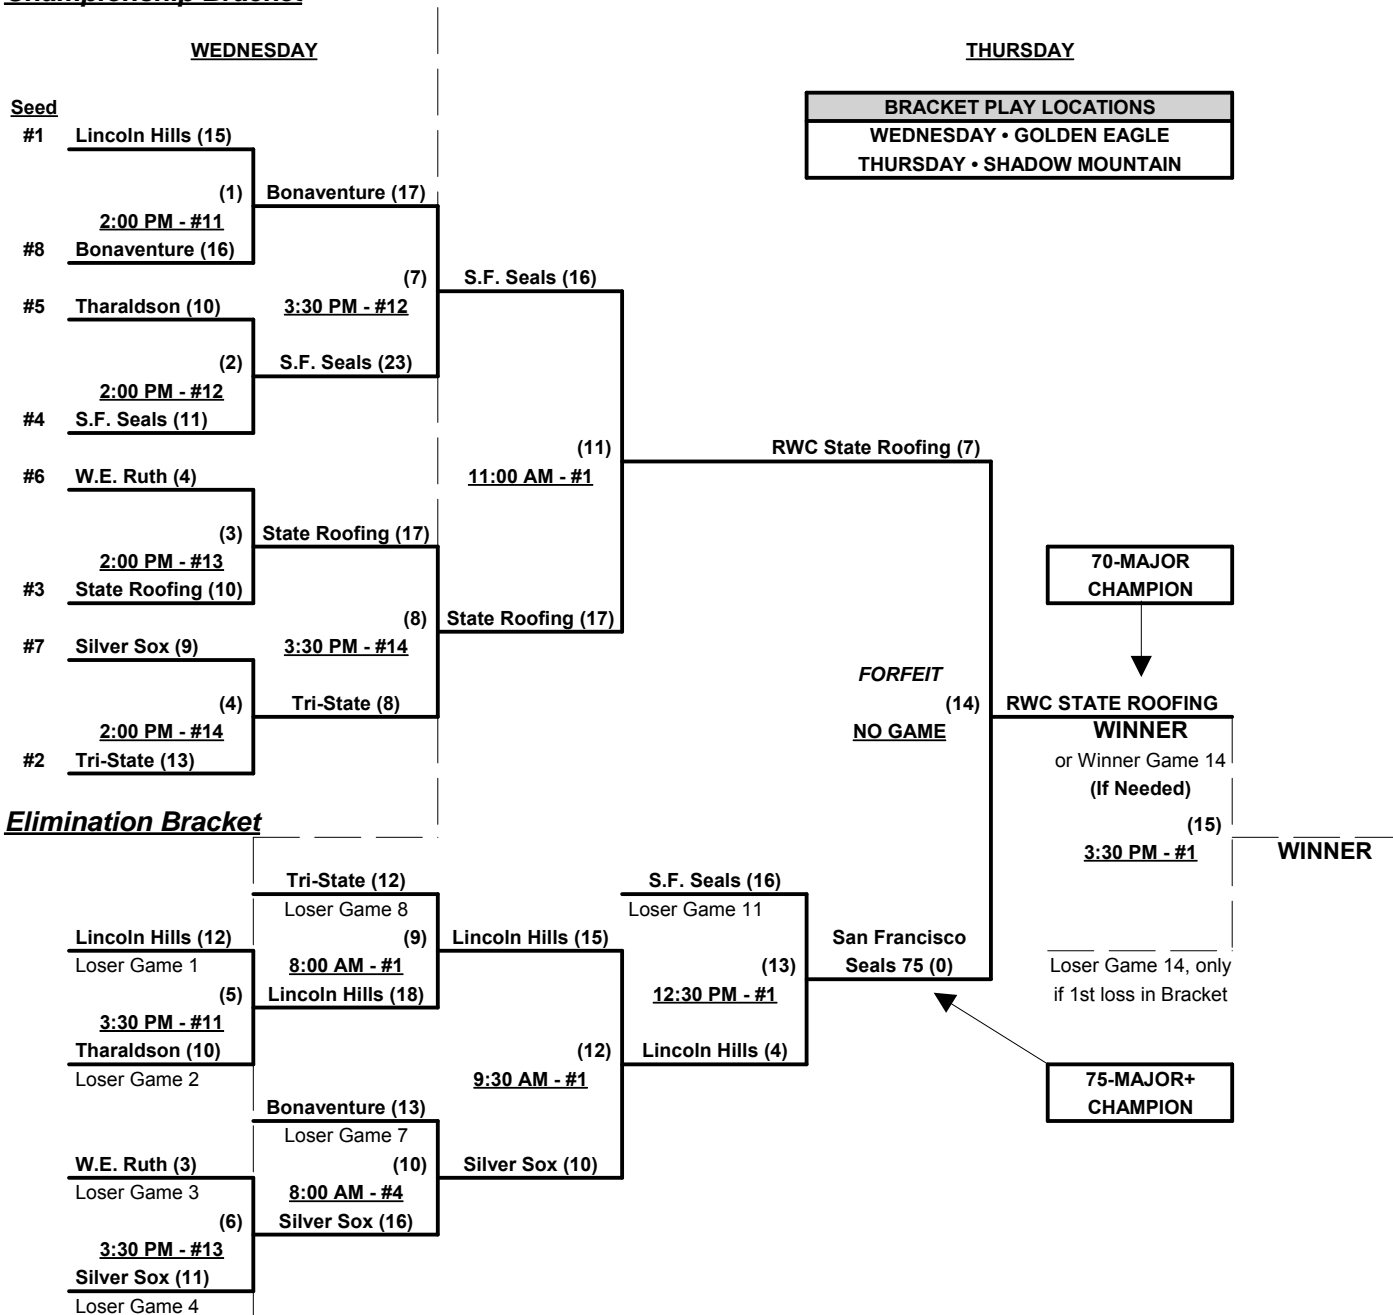 Championship Bracket
WEDNESDAY
THURSDAY
Seed
BRACKET PLAY LOCATIONS
WEDNESDAY • GOLDEN EAGLE
THURSDAY • SHADOW MOUNTAIN
#1 Lincoln Hills (15)
(1) Bonaventure (17)
2:00 PM - #11
#8 Bonaventure (16)
(7) S.F. Seals (16)
3:30 PM - #12
#5 Tharaldson (10)
(2) S.F. Seals (23)
2:00 PM - #12
#4 S.F. Seals (11)
(11) RWC State Roofing (7)
11:00 AM - #1
#6 W.E. Ruth (4)
(3) State Roofing (17)
2:00 PM - #13
#3 State Roofing (10)
70-MAJOR
CHAMPION
(8) State Roofing (17)
3:30 PM - #14
#7 Silver Sox (9)
(4) Tri-State (8)
2:00 PM - #14
#2 Tri-State (13)
FORFEIT
(14) RWC STATE ROOFING
NO GAME
WINNER
or Winner Game 14
(If Needed)
(15)
3:30 PM - #1
WINNER
Elimination Bracket
Tri-State (12)
Loser Game 8
S.F. Seals (16)
Loser Game 11
Lincoln Hills (12)
Loser Game 1
(9) Lincoln Hills (15)
8:00 AM - #1
San Francisco
Seals 75 (0)
(13)
12:30 PM - #1
Loser Game 14, only
if 1st loss in Bracket
(5) Lincoln Hills (18)
3:30 PM - #11
Tharaldson (10)
Loser Game 2
(12) Lincoln Hills (4)
9:30 AM - #1
75-MAJOR+
CHAMPION
Bonaventure (13)
Loser Game 7
W.E. Ruth (3)
Loser Game 3
(10) Silver Sox (10)
8:00 AM - #4
(6) Silver Sox (16)
3:30 PM - #13
Silver Sox (11)
Loser Game 4